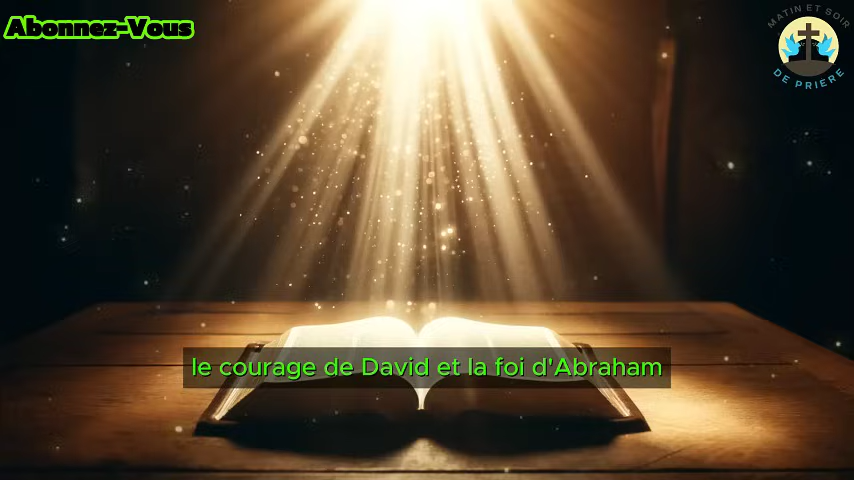 Abonnez-Vous
MATIN ET SOIR
DE PRIERE
le courage de David et la foi d'Abraham